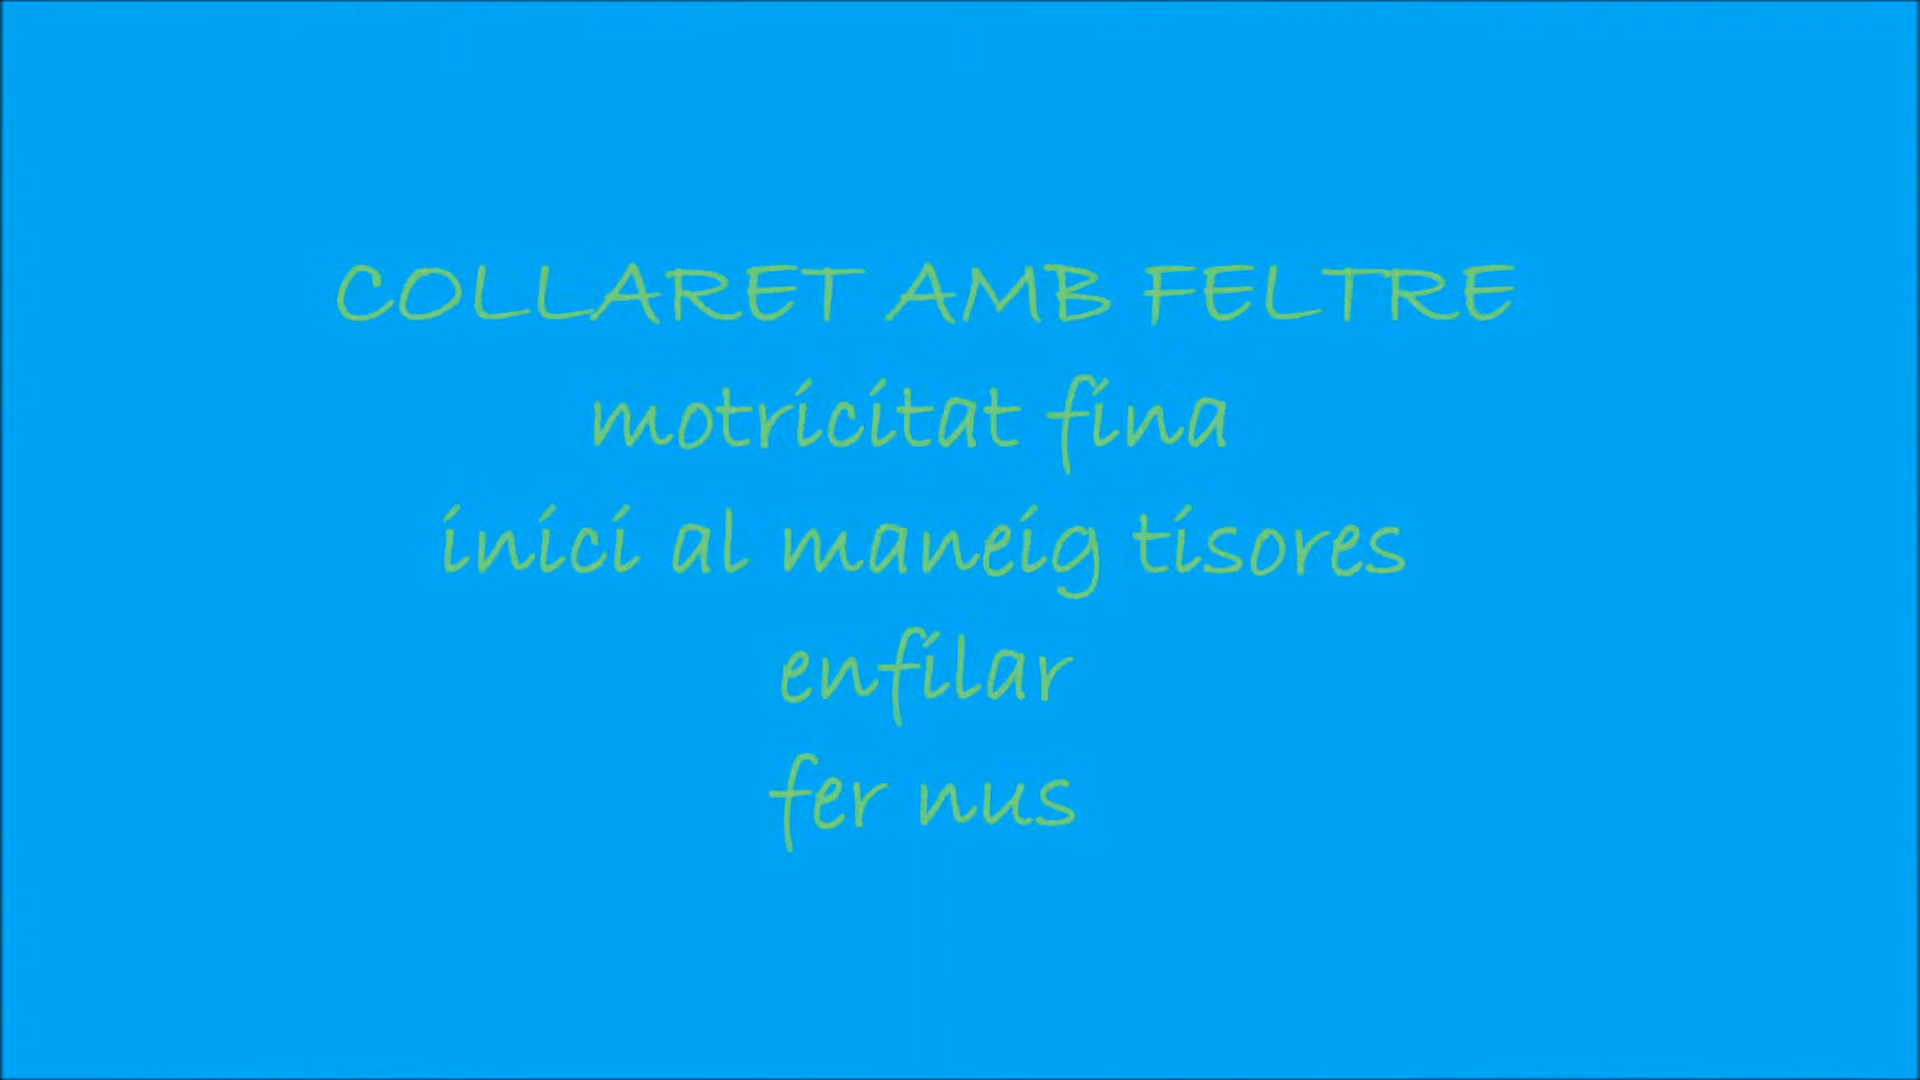 COLLARET AMB FELTRE
motricitat fina
inici al maneig tisores
enfilar
fer nus